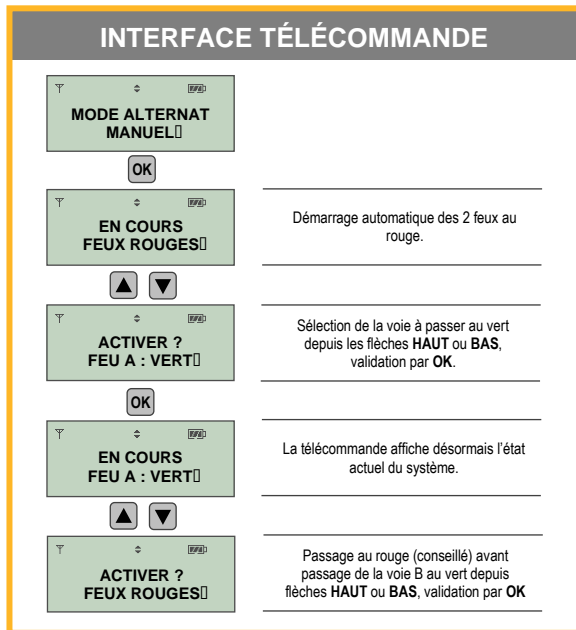 INTERFACE TÉLÉCOMMANDE
MODE ALTERNAT
MANUEL▯
OK
EN COURS
FEUX ROUGES▯
Démarrage automatique des 2 feux au
rouge.
ACTIVER ?
FEU A : VERT▯
Sélection de la voie à passer au vert
depuis les flèches HAUT ou BAS,
validation par OK.
OK
EN COURS
FEU A : VERT▯
La télécommande affiche désormais l’état
actuel du système.
ACTIVER ?
FEUX ROUGES▯
Passage au rouge (conseillé) avant
passage de la voie B au vert depuis
flèches HAUT ou BAS, validation par OK